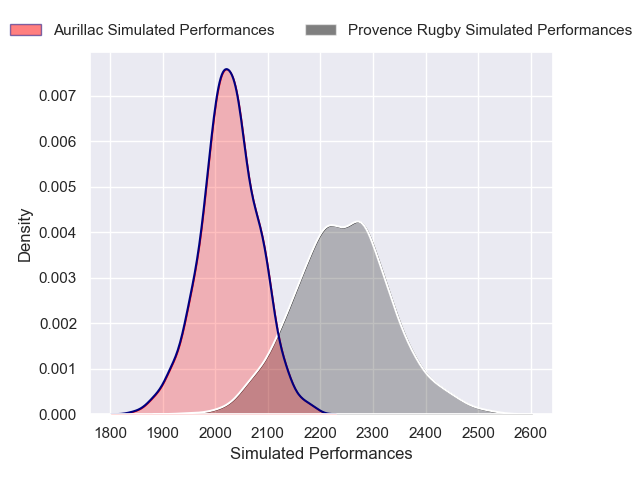 Aurillac Simulated Performances
Provence Rugby Simulated Performances
0.007
0.006
0.005
0.004
0.003
0.002
0.001
0.000
Density
1800 1900 2000 2100 2200 2300 2400 2500 2600
Simulated Performances